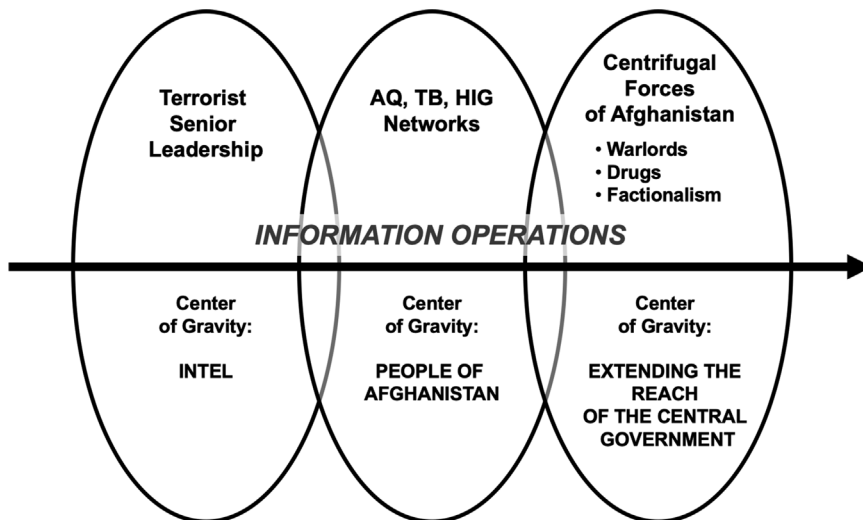 Terrorist
Senior
Leadership
AQ, TB, HIG
Networks
Centrifugal
Forces
of Afghanistan
• Warlords
• Drugs
• Factionalism
INFORMATION OPERATIONS
Center
of Gravity:
INTEL
Center
of Gravity:
PEOPLE OF
AFGHANISTAN
Center
of Gravity:
EXTENDING THE
REACH
OF THE CENTRAL
GOVERNMENT